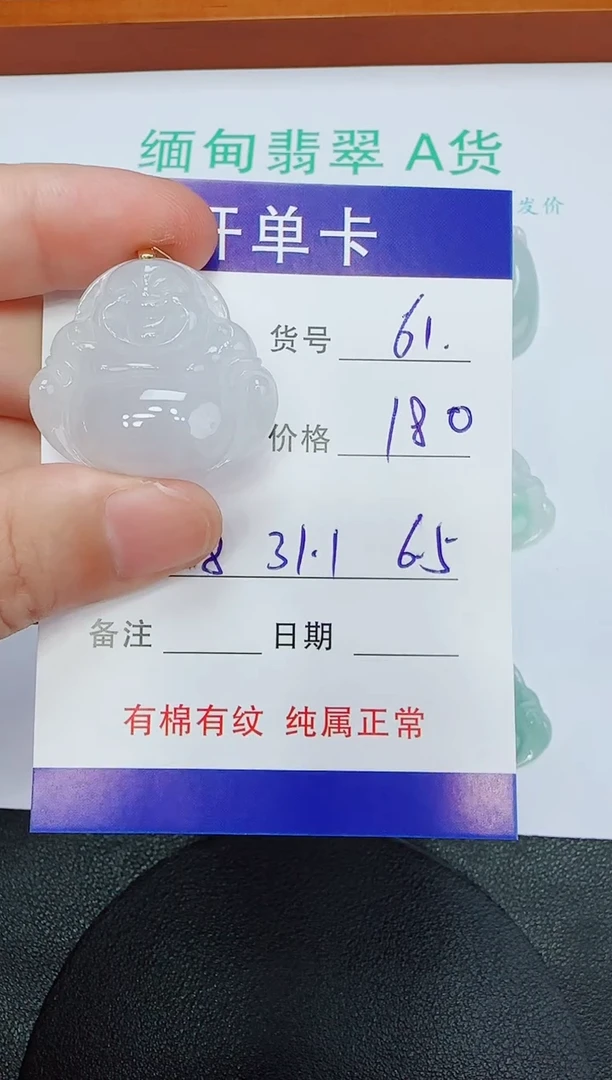 缅甸翡翠 A货
发价
开单卡
货号 61.
价格 180
8 31.1 6.5
备注 日期
有棉有纹 纯属正常